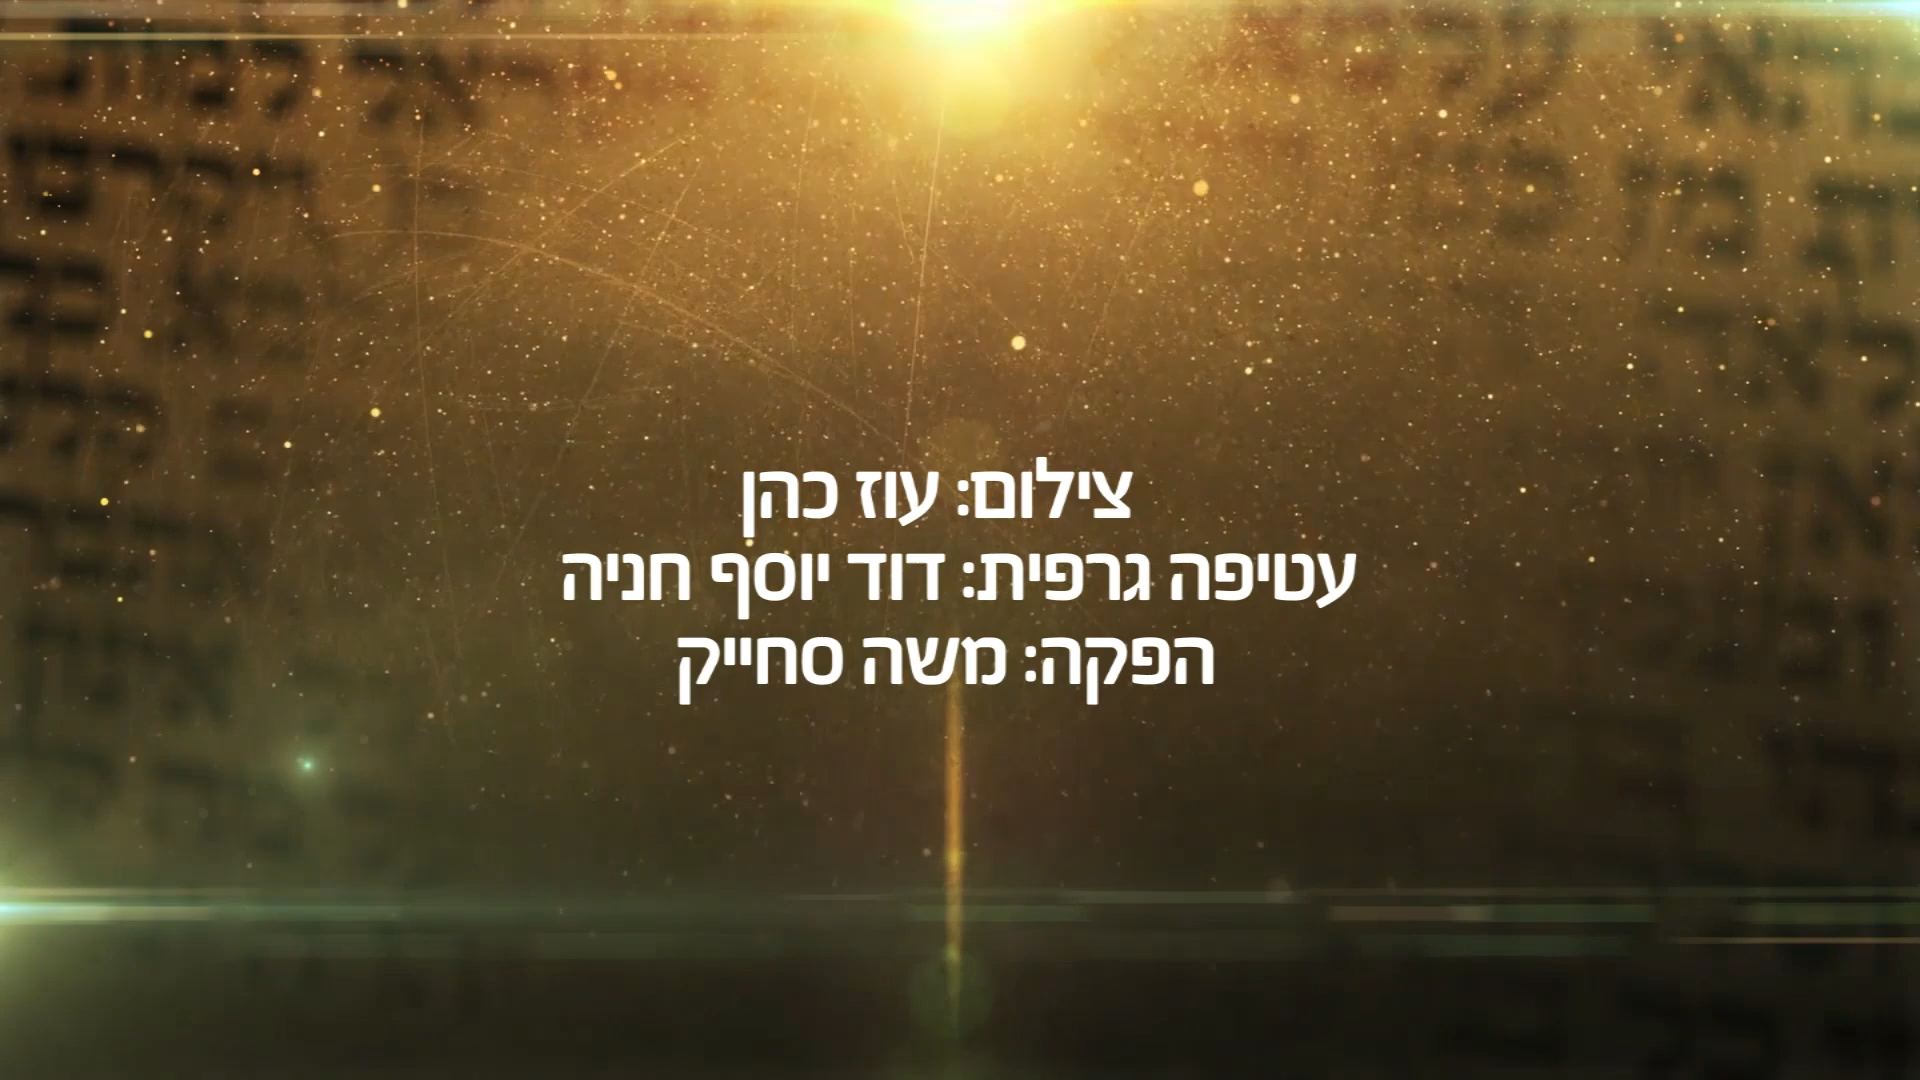 צילום: עוז כהן
עטיפה גרפית: דוד יוסף חניה
הפקה: משה סחייק